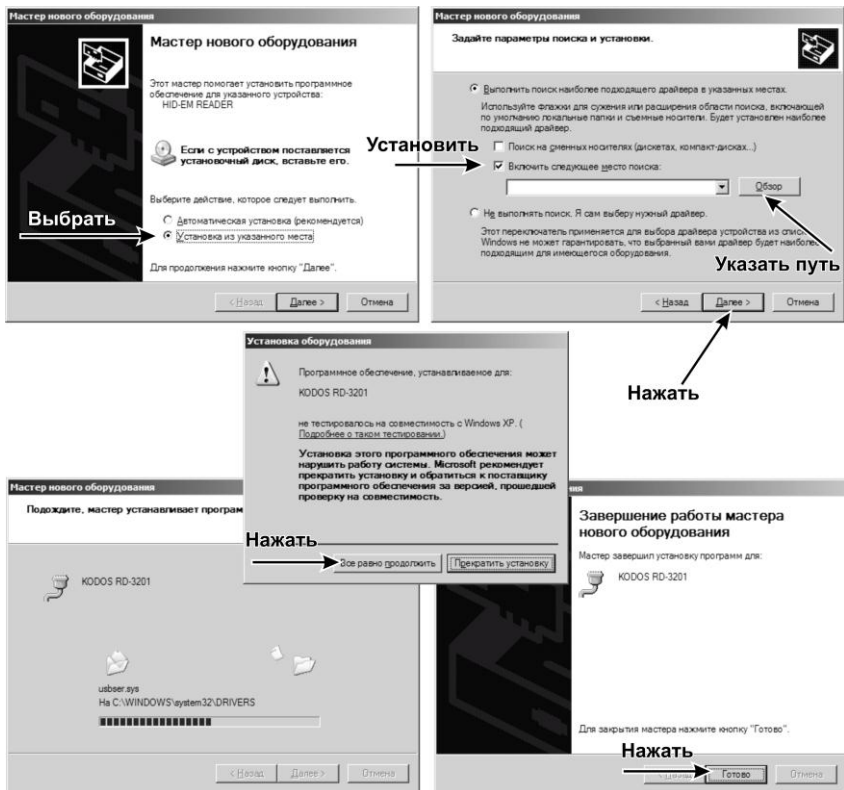 Мастер нового оборудования
Мастер нового оборудования
Этот мастер помогает установить программное
обеспечение для указанного устройства:
HID-EM READER
Если с устройством поставляется
установочный диск, вставьте его.
Выберите действие, которое следует выполнить.
Выбрать
Автоматическая установка (рекомендуется)
Установка из указанного места
Для продолжения нажмите кнопку "Далее".
< Назад
Далее >
Отмена
Мастер нового оборудования
Задайте параметры поиска и установки.
Выполнить поиск наиболее подходящего драйвера в указанных местах.
Используйте флажки для сужения или расширения области поиска, включающей
по умолчанию локальные папки и съемные носители. Будет установлен наиболее
подходящий драйвер.
Установить
Поиск на сменных носителях (дискетах, компакт-дисках...)
Включить следующее место поиска:
Обзор
Не выполнять поиск. Я сам выберу нужный драйвер.
Этот переключатель применяется для выбора драйвера устройства из
Windows не может гарантировать, что выбранный вами драйвер будет наиболее
подходящим для имеющегося оборудования.
Указать путь
< Назад
Далее >
Отмена
Нажать
Установка оборудования
Программное обеспечение, устанавливаемое для:
KODOS RD-3201
не тестировалось на совместимость с Windows XP. (
Подробнее о таком тестировании.)
Установка этого программного обеспечения может
нарушить работу системы. Microsoft рекомендует
прекратить установку и обратиться к поставщику
программного обеспечения за версией, прошедшей
проверку на совместимость.
Нажать
Все равно продолжить
Прекратить установку
Мастер нового оборудования
Подождите, мастер устанавливает програм
KODOS RD-3201
usbser.sys
На C:\WINDOWS\system32\DRIVERS
< Назад
Далее >
Отмена
Завершение работы мастера
нового оборудования
Мастер завершил установку программ для:
KODOS RD-3201
Для закрытия мастера нажмите кнопку "Готово".
Нажать
Готово
Отмена